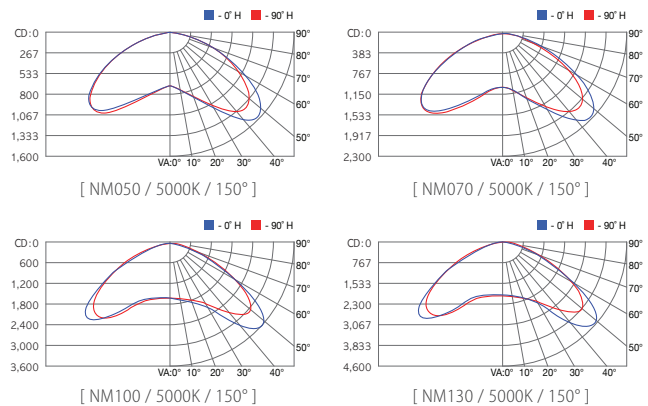 - 0° H - 90° H
CD: 0
267
533
800
1,067
1,333
1,600
90°
80°
70°
60°
50°
VA:0° 10° 20° 30° 40°
[ NM050 / 5000K / 150° ]
- 0° H - 90° H
CD: 0
383
767
1,150
1,533
1,917
2,300
90°
80°
70°
60°
50°
VA:0° 10° 20° 30° 40°
[ NM070 / 5000K / 150° ]
- 0° H - 90° H
CD: 0
600
1,200
1,800
2,400
3,000
3,600
90°
80°
70°
60°
50°
VA:0° 10° 20° 30° 40°
[ NM100 / 5000K / 150° ]
- 0° H - 90° H
CD: 0
767
1,533
2,300
3,067
3,833
4,600
90°
80°
70°
60°
50°
VA:0° 10° 20° 30° 40°
[ NM130 / 5000K / 150° ]